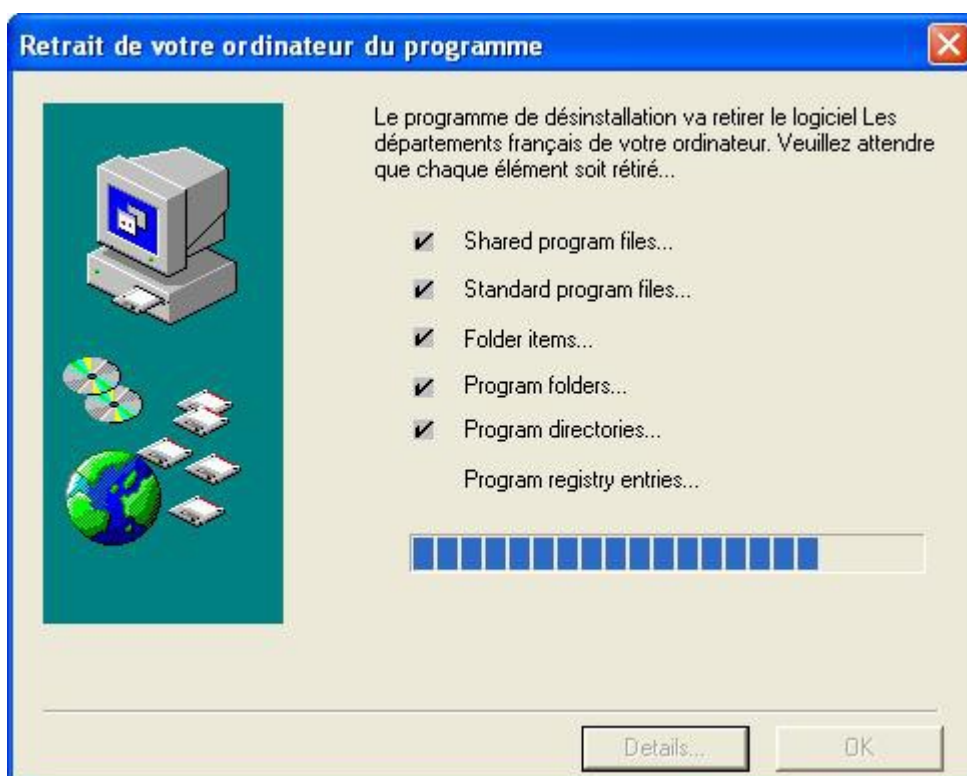 Retrait de votre ordinateur du programme
Le programme de désinstallation va retirer le logiciel Les
départements français de votre ordinateur. Veuillez attendre
que chaque élément soit rétiré...
Shared program files...
Standard program files...
Folder items...
Program folders...
Program directories...
Program registry entries...
Details...
OK